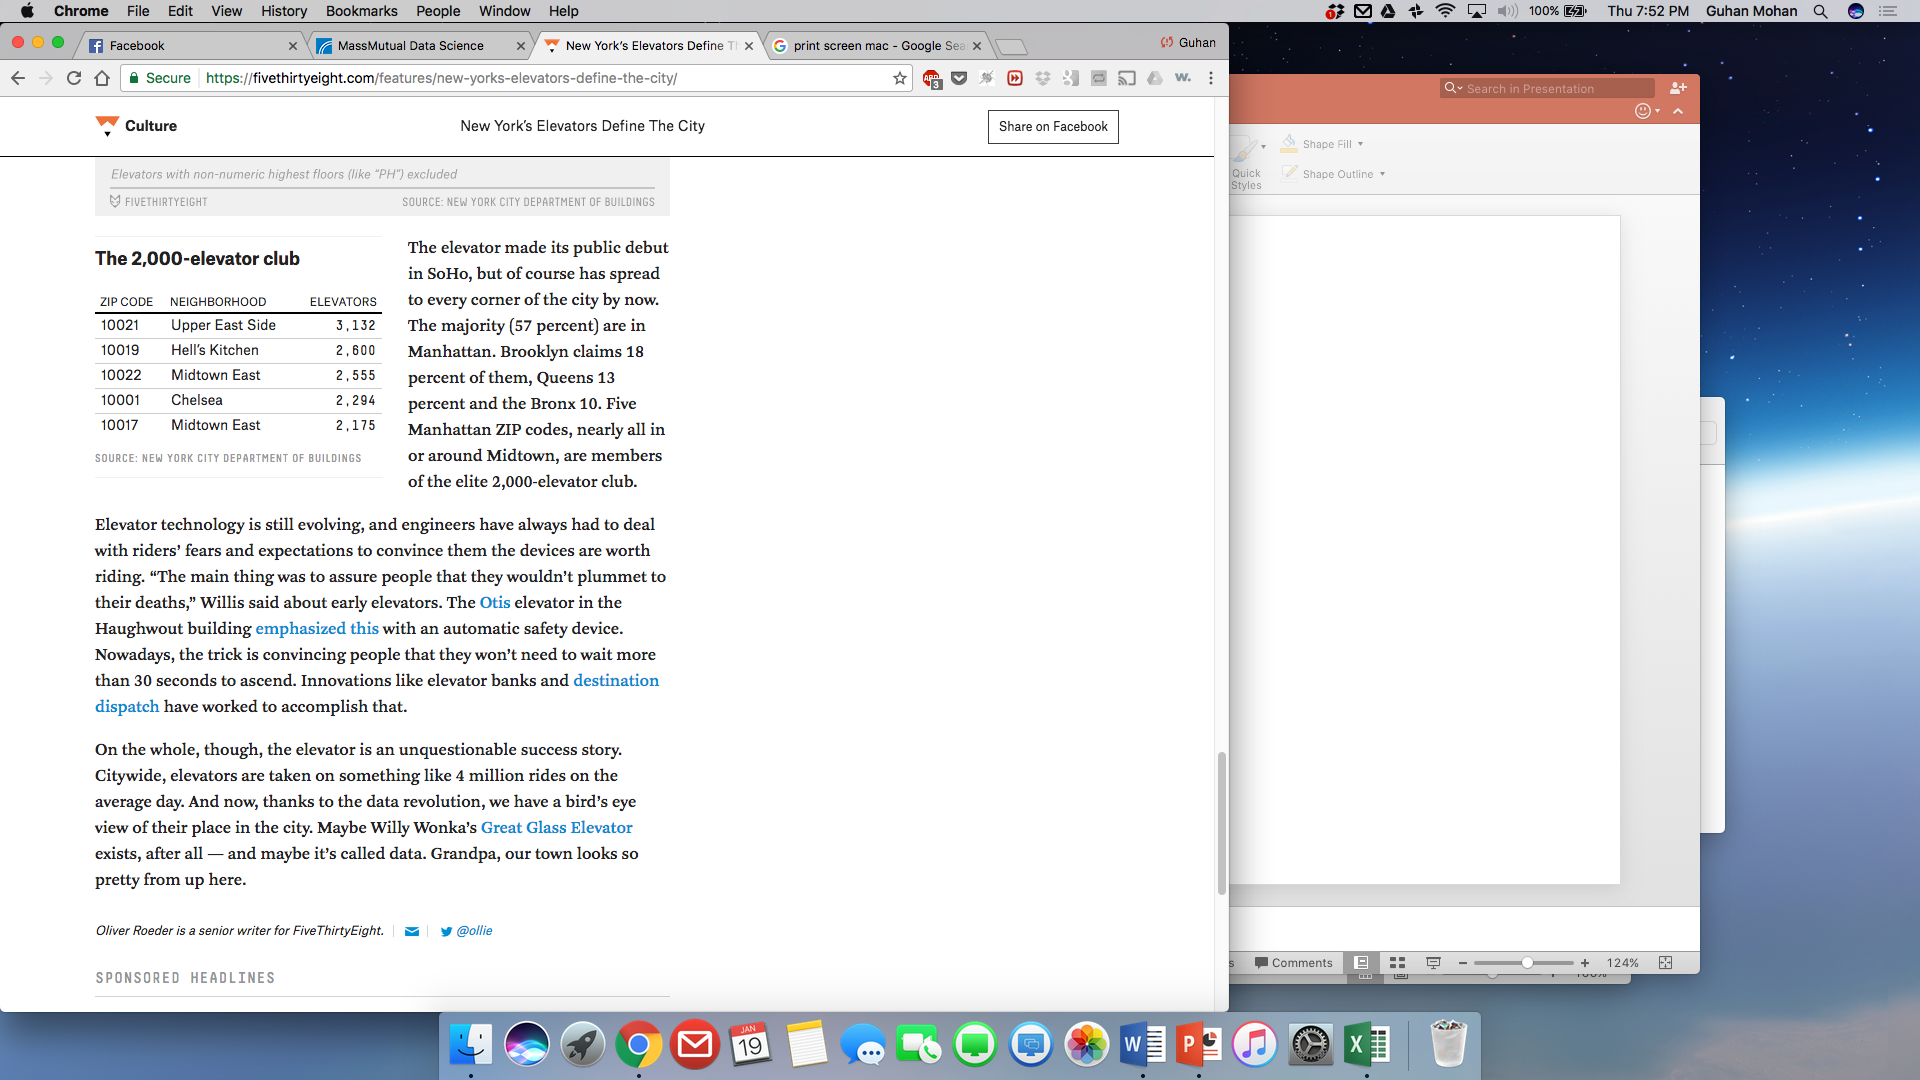 Chrome File Edit View History Bookmarks People Window Help
100% Thu 7:52 PM Guhan Mohan
Facebook
MassMutual Data Science
New York's Elevators Define Th
print screen mac - Google Sea
Guhan
Secure https://fivethirtyeight.com/features/new-yorks-elevators-define-the-city/
ABP 3
w.
Search in Presentation
Culture
New York's Elevators Define The City
Share on Facebook
Quick Styles
Shape Fill
Shape Outline
Elevators with non-numeric highest floors (like "PH") excluded
FIVETHIRTYEIGHT
SOURCE: NEW YORK CITY DEPARTMENT OF BUILDINGS
The 2,000-elevator club
ZIP CODE NEIGHBORHOOD ELEVATORS
10021 Upper East Side 3,132
10019 Hell's Kitchen 2,600
10022 Midtown East 2,555
10001 Chelsea 2,294
10017 Midtown East 2,175
SOURCE: NEW YORK CITY DEPARTMENT OF BUILDINGS
The elevator made its public debut
in SoHo, but of course has spread
to every corner of the city by now.
The majority (57 percent) are in
Manhattan. Brooklyn claims 18
percent of them, Queens 13
percent and the Bronx 10. Five
Manhattan ZIP codes, nearly all in
or around Midtown, are members
of the elite 2,000-elevator club.
Elevator technology is still evolving, and engineers have always had to deal
with riders' fears and expectations to convince them the devices are worth
riding. "The main thing was to assure people that they wouldn't plummet to
their deaths," Willis said about early elevators. The Otis elevator in the
Haughwout building emphasized this with an automatic safety device.
Nowadays, the trick is convincing people that they won't need to wait more
than 30 seconds to ascend. Innovations like elevator banks and destination
dispatch have worked to accomplish that.
On the whole, though, the elevator is an unquestionable success story.
Citywide, elevators are taken on something like 4 million rides on the
average day. And now, thanks to the data revolution, we have a bird's eye
view of their place in the city. Maybe Willy Wonka's Great Glass Elevator
exists, after all — and maybe it's called data. Grandpa, our town looks so
pretty from up here.
Oliver Roeder is a senior writer for FiveThirtyEight. @ollie
SPONSORED HEADLINES
Comments
124%
JAN
19
W
P
X